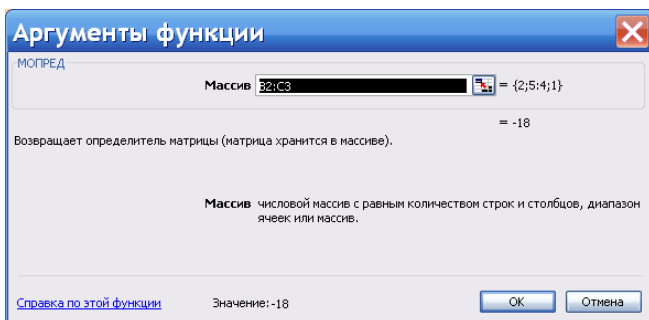 Аргументы функции
МОПРЕД
Массив B2:C3 = {2;5:4;1}
= -18
Возвращает определитель матрицы (матрица хранится в массиве).
Массив числовой массив с равным количеством строк и столбцов, диапазон
ячеек или массив.
Справка по этой функции Значение:-18 ОК Отмена